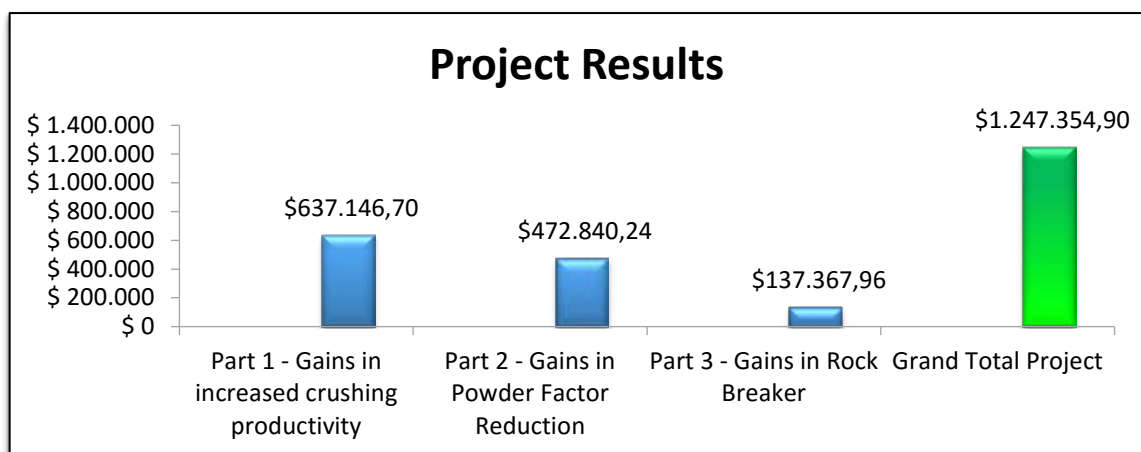 Project Results
$ 1.400.000
$ 1.200.000
$ 1.000.000
$ 800.000
$ 600.000
$ 400.000
$ 200.000
$ 0
$637.146,70
$472.840,24
$137.367,96
$1.247.354,90
Part 1 - Gains in
increased crushing
productivity
Part 2 - Gains in
Powder Factor
Reduction
Part 3 - Gains in Rock
Breaker
Grand Total Project